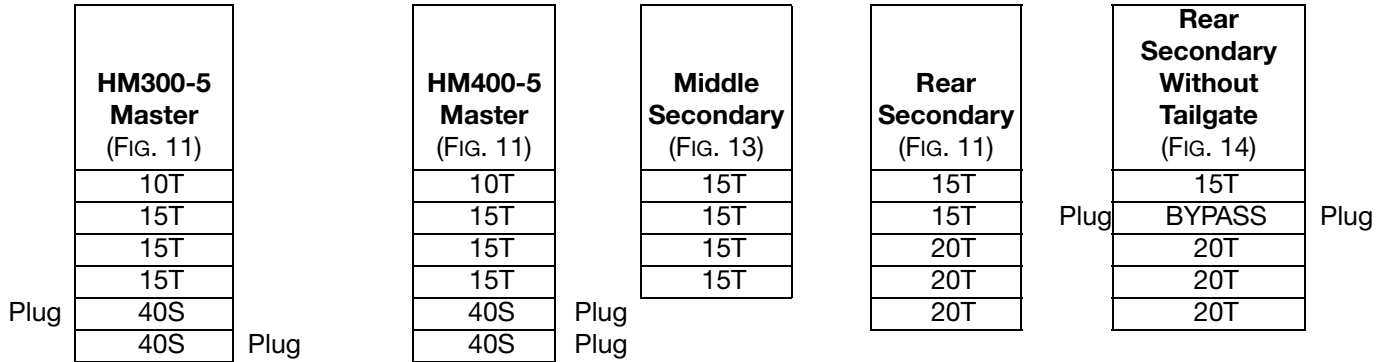 HM300-5
Master
(FIG. 11)
10T
15T
15T
15T
Plug 40S
40S Plug
HM400-5
Master
(FIG. 11)
10T
15T
15T
15T
40S Plug
40S Plug
Middle
Secondary
(FIG. 13)
15T
15T
15T
15T
Rear
Secondary
(FIG. 11)
15T
15T
20T
20T
20T
Rear
Secondary
Without
Tailgate
(FIG. 14)
15T
Plug BYPASS Plug
20T
20T
20T